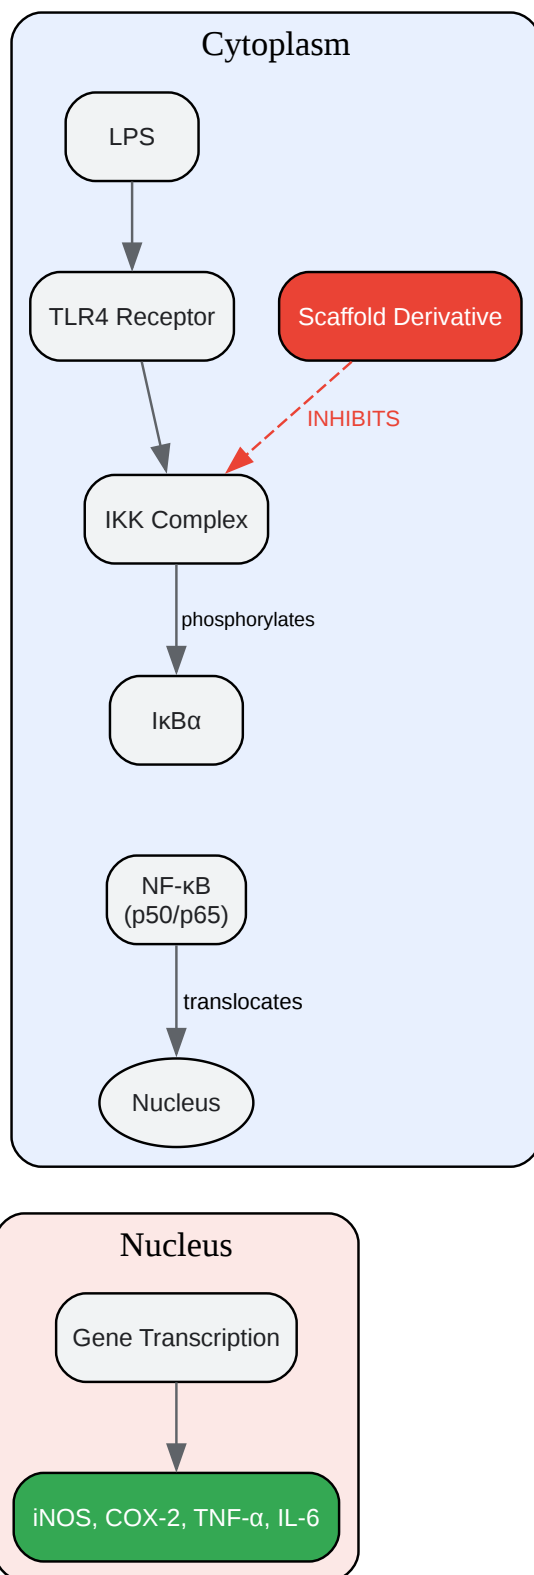 Cytoplasm
LPS
TLR4 Receptor
Scaffold Derivative
INHIBITS
IKK Complex
phosphorylates
IκBα
NF-κB
(p50/p65)
translocates
Nucleus
Nucleus
Gene Transcription
iNOS, COX-2, TNF-α, IL-6